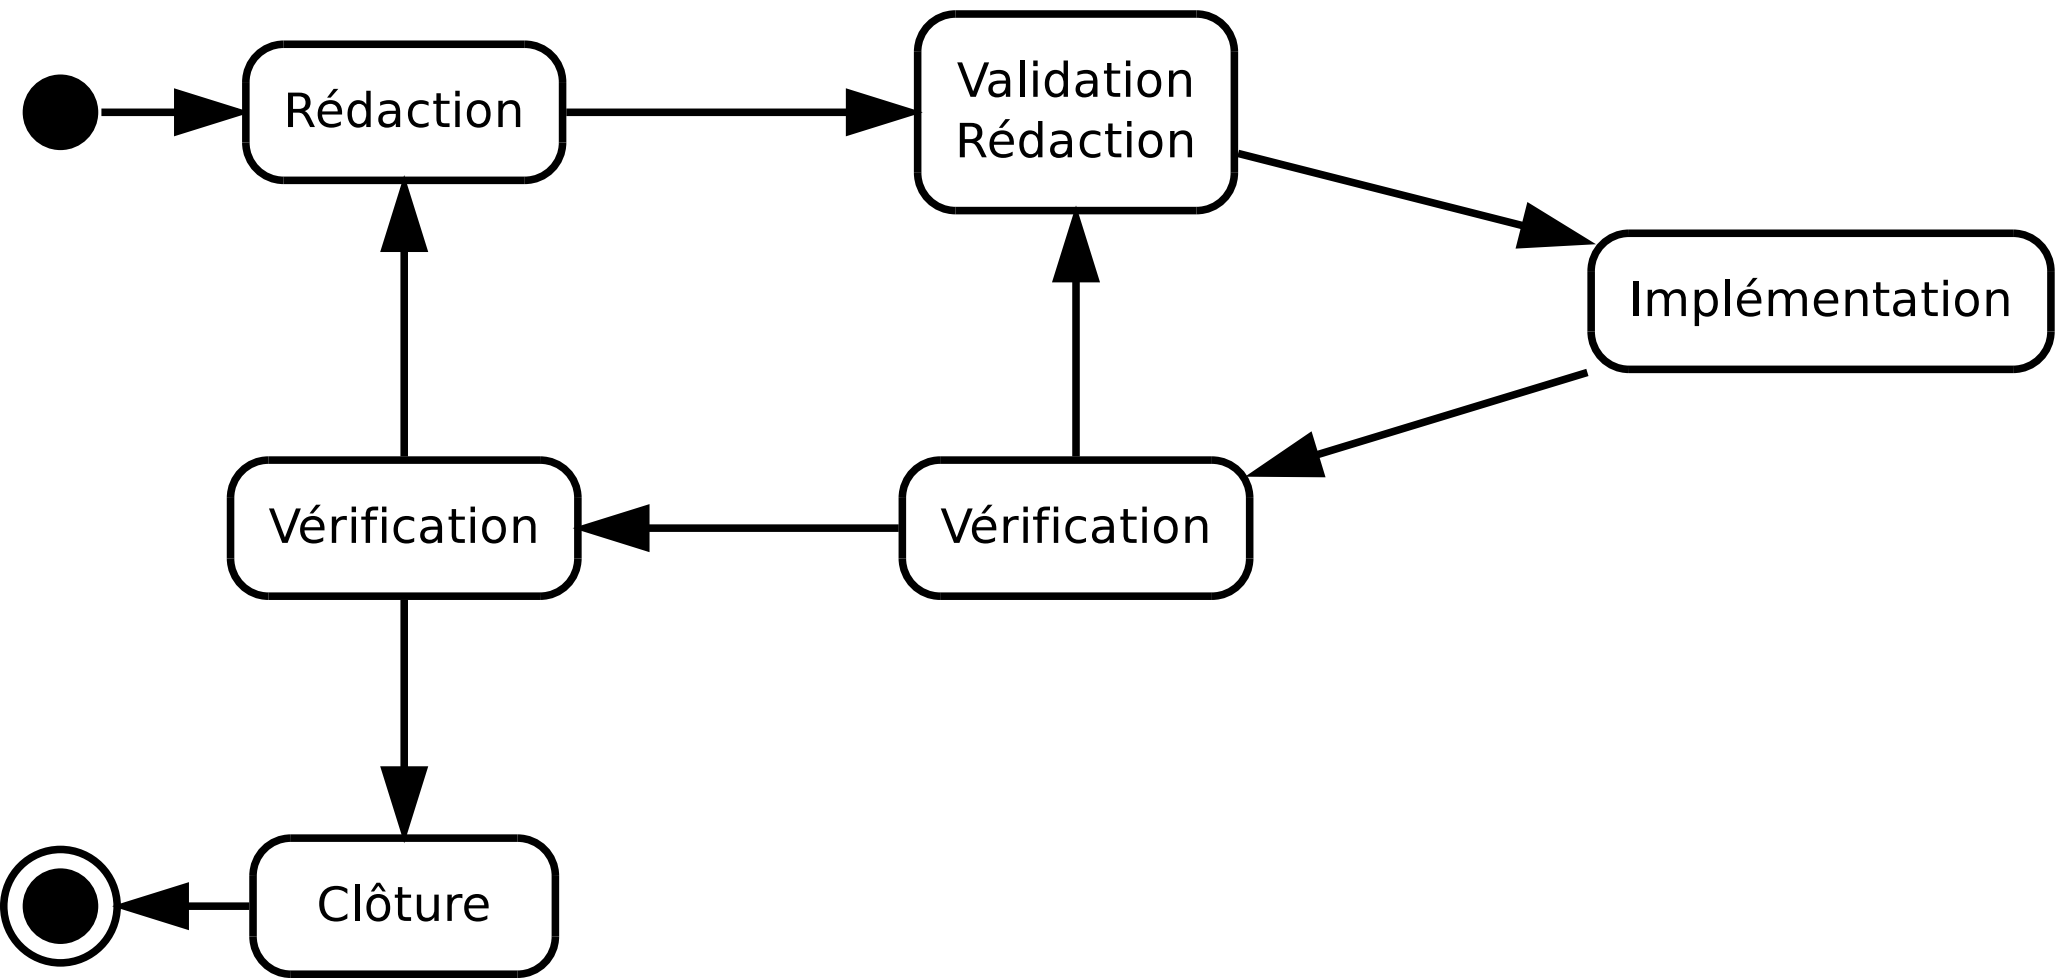 Rédaction
Validation
Rédaction
Implémentation
Vérification
Vérification
Clôture